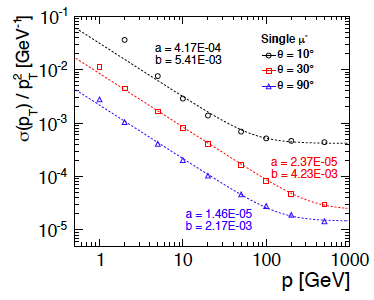 10⁻¹
10⁻²
10⁻³
10⁻⁴
10⁻⁵
σ(p_T) / p_T² [GeV⁻¹]
a = 4.17E-04
b = 5.41E-03
Single μ⁻
θ = 10°
θ = 30°
θ = 90°
a = 2.37E-05
b = 4.23E-03
a = 1.46E-05
b = 2.17E-03
1 10 100 1000
p [GeV]